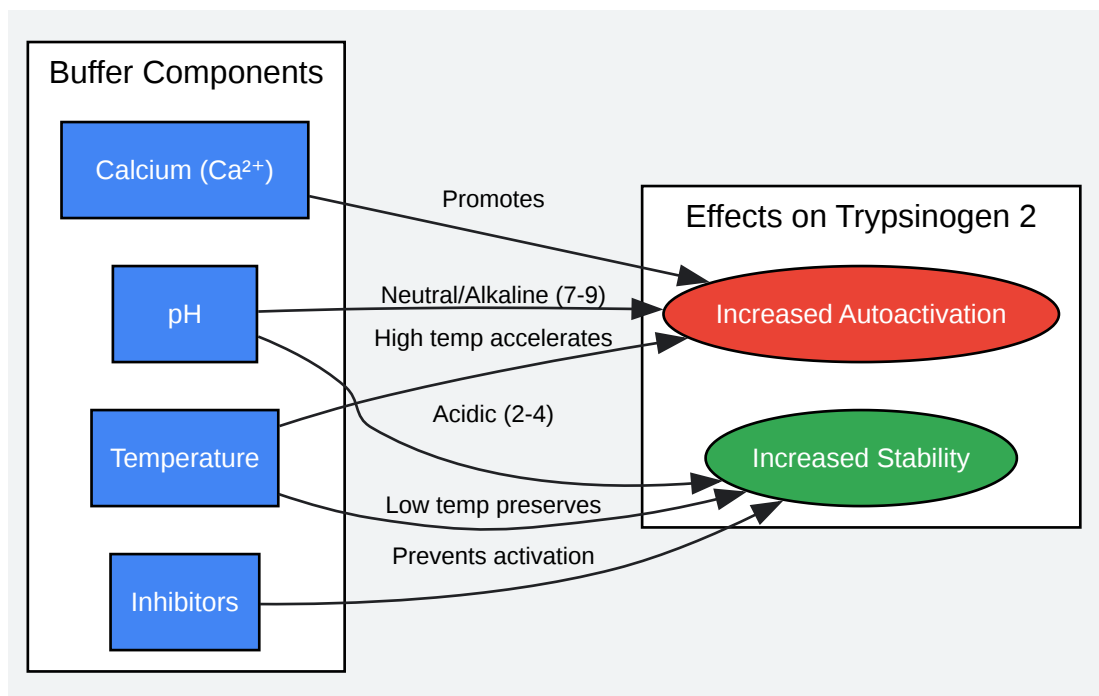 Buffer Components
Calcium (Ca²⁺)
pH
Temperature
Inhibitors
Promotes
Neutral/Alkaline (7-9)
High temp accelerates
Acidic (2-4)
Low temp preserves
Prevents activation
Effects on Trypsinogen 2
Increased Autoactivation
Increased Stability